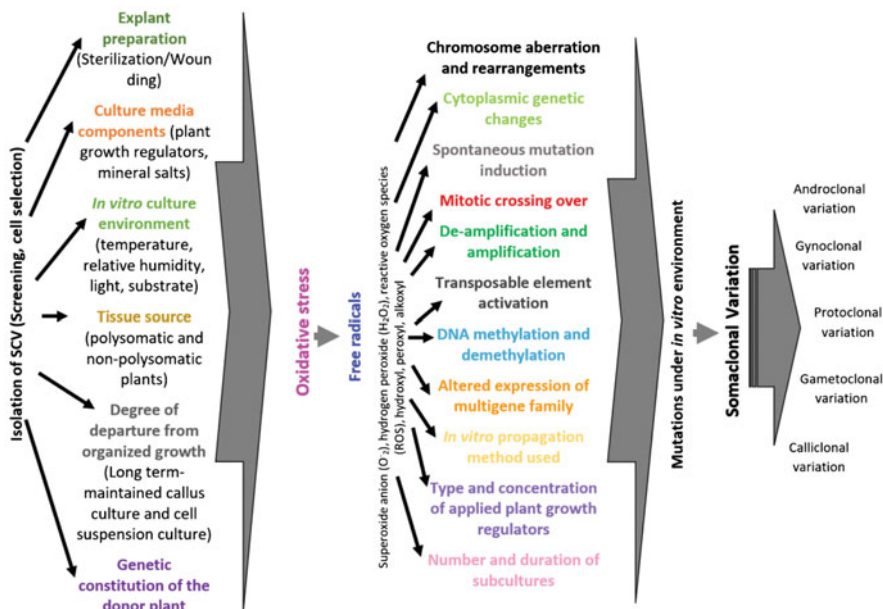 Isolation of SCV (Screening, cell selection)
Explant
preparation
(Sterilization/Woun
ding)
Culture media
components (plant
growth regulators,
mineral salts)
In vitro culture
environment
(temperature,
relative humidity,
light, substrate)
Tissue source
(polysomatic and
non-polysomatic
plants)
Degree of
departure from
organized growth
(Long term-
maintained callus
culture and cell
suspension culture)
Genetic
constitution of the
donor plant
Oxidative stress
Free radicals
Superoxide anion (O⁻₂), hydrogen peroxide (H₂O₂), reactive oxygen species
(ROS), hydroxyl, peroxyl, alkoxyl
Chromosome aberration
and rearrangements
Cytoplasmic genetic
changes
Spontaneous mutation
induction
Mitotic crossing over
De-amplification and
amplification
Transposable element
activation
DNA methylation and
demethylation
Altered expression of
multigene family
In vitro propagation
method used
Type and concentration
of applied plant growth
regulators
Number and duration of
subcultures
Mutations under in vitro environment
Somaclonal Variation
Androclonal
variation
Gynoclonal
variation
Protoclonal
variation
Gametoclonal
variation
Calliclonal
variation